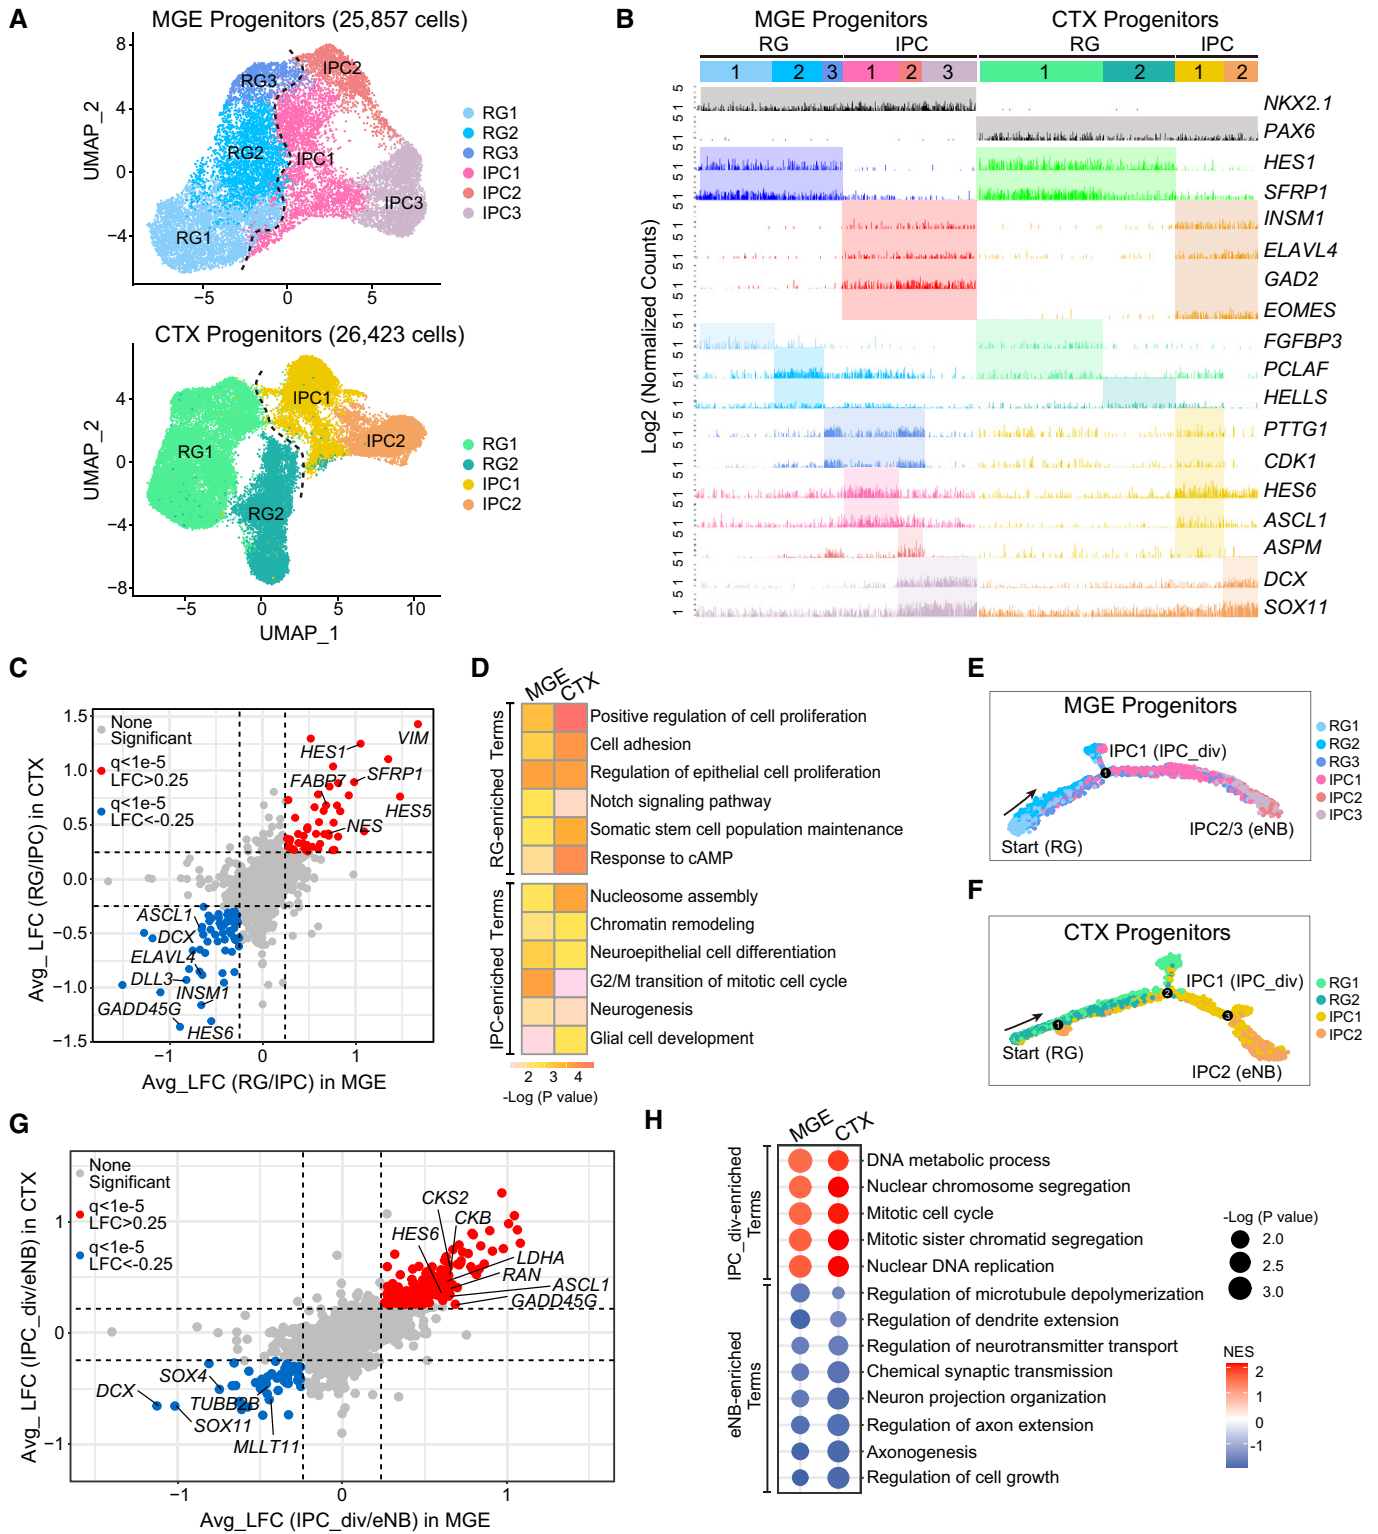 A
MGE Progenitors (25,857 cells)
UMAP_2
8
4
0
−4
−5
0
5
RG3
IPC2
RG2
IPC1
IPC3
RG1
RG1
RG2
RG3
IPC1
IPC2
IPC3
CTX Progenitors (26,423 cells)
UMAP_2
4
0
−4
−8
−5
0
5
10
UMAP_1
IPC1
RG1
IPC2
RG2
RG1
RG2
IPC1
IPC2
B
MGE Progenitors
CTX Progenitors
RG
IPC
RG
IPC
1 2 3 1 2 3 1 2 1 2
Log2 (Normalized Counts)
NKX2.1
PAX6
HES1
SFRP1
INSM1
ELAVL4
GAD2
EOMES
FGFBP3
PCLAF
HELLS
PTTG1
CDK1
HES6
ASCL1
ASPM
DCX
SOX11
C
Avg_LFC (RG/IPC) in CTX
1.5
1.0
0.5
0.0
−0.5
−1.0
−1.5
None
Significant
q<1e-5
LFC>0.25
q<1e-5
LFC<-0.25
HES1
VIM
FABP7
SFRP1
HES5
NES
ASCL1
DCX
ELAVL4
DLL3
INSM1
GADD45G
HES6
−1
0
1
Avg_LFC (RG/IPC) in MGE
D
MGE
CTX
RG-enriched Terms
Positive regulation of cell proliferation
Cell adhesion
Regulation of epithelial cell proliferation
Notch signaling pathway
Somatic stem cell population maintenance
Response to cAMP
IPC-enriched Terms
Nucleosome assembly
Chromatin remodeling
Neuroepithelial cell differentiation
G2/M transition of mitotic cell cycle
Neurogenesis
Glial cell development
2 3 4
-Log (P value)
E
MGE Progenitors
IPC1 (IPC_div)
1
IPC2/3 (eNB)
Start (RG)
RG1
RG2
RG3
IPC1
IPC2
IPC3
F
CTX Progenitors
IPC1 (IPC_div)
1
2
3
Start (RG)
IPC2 (eNB)
RG1
RG2
IPC1
IPC2
G
Avg_ LFC (IPC_div/eNB) in CTX
1
0
−1
None
Significant
q<1e-5
LFC>0.25
q<1e-5
LFC<-0.25
CKS2
CKB
HES6
LDHA
RAN
ASCL1
GADD45G
SOX4
DCX
TUBB2B
SOX11
MLLT11
−1
0
1
Avg_LFC (IPC_div/eNB) in MGE
H
MGE
CTX
IPC_div-enriched
Terms
DNA metabolic process
Nuclear chromosome segregation
Mitotic cell cycle
Mitotic sister chromatid segregation
Nuclear DNA replication
eNB-enriched
Terms
Regulation of microtubule depolymerization
Regulation of dendrite extension
Regulation of neurotransmitter transport
Chemical synaptic transmission
Neuron projection organization
Regulation of axon extension
Axonogenesis
Regulation of cell growth
-Log (P value)
2.0
2.5
3.0
NES
2
1
0
-1